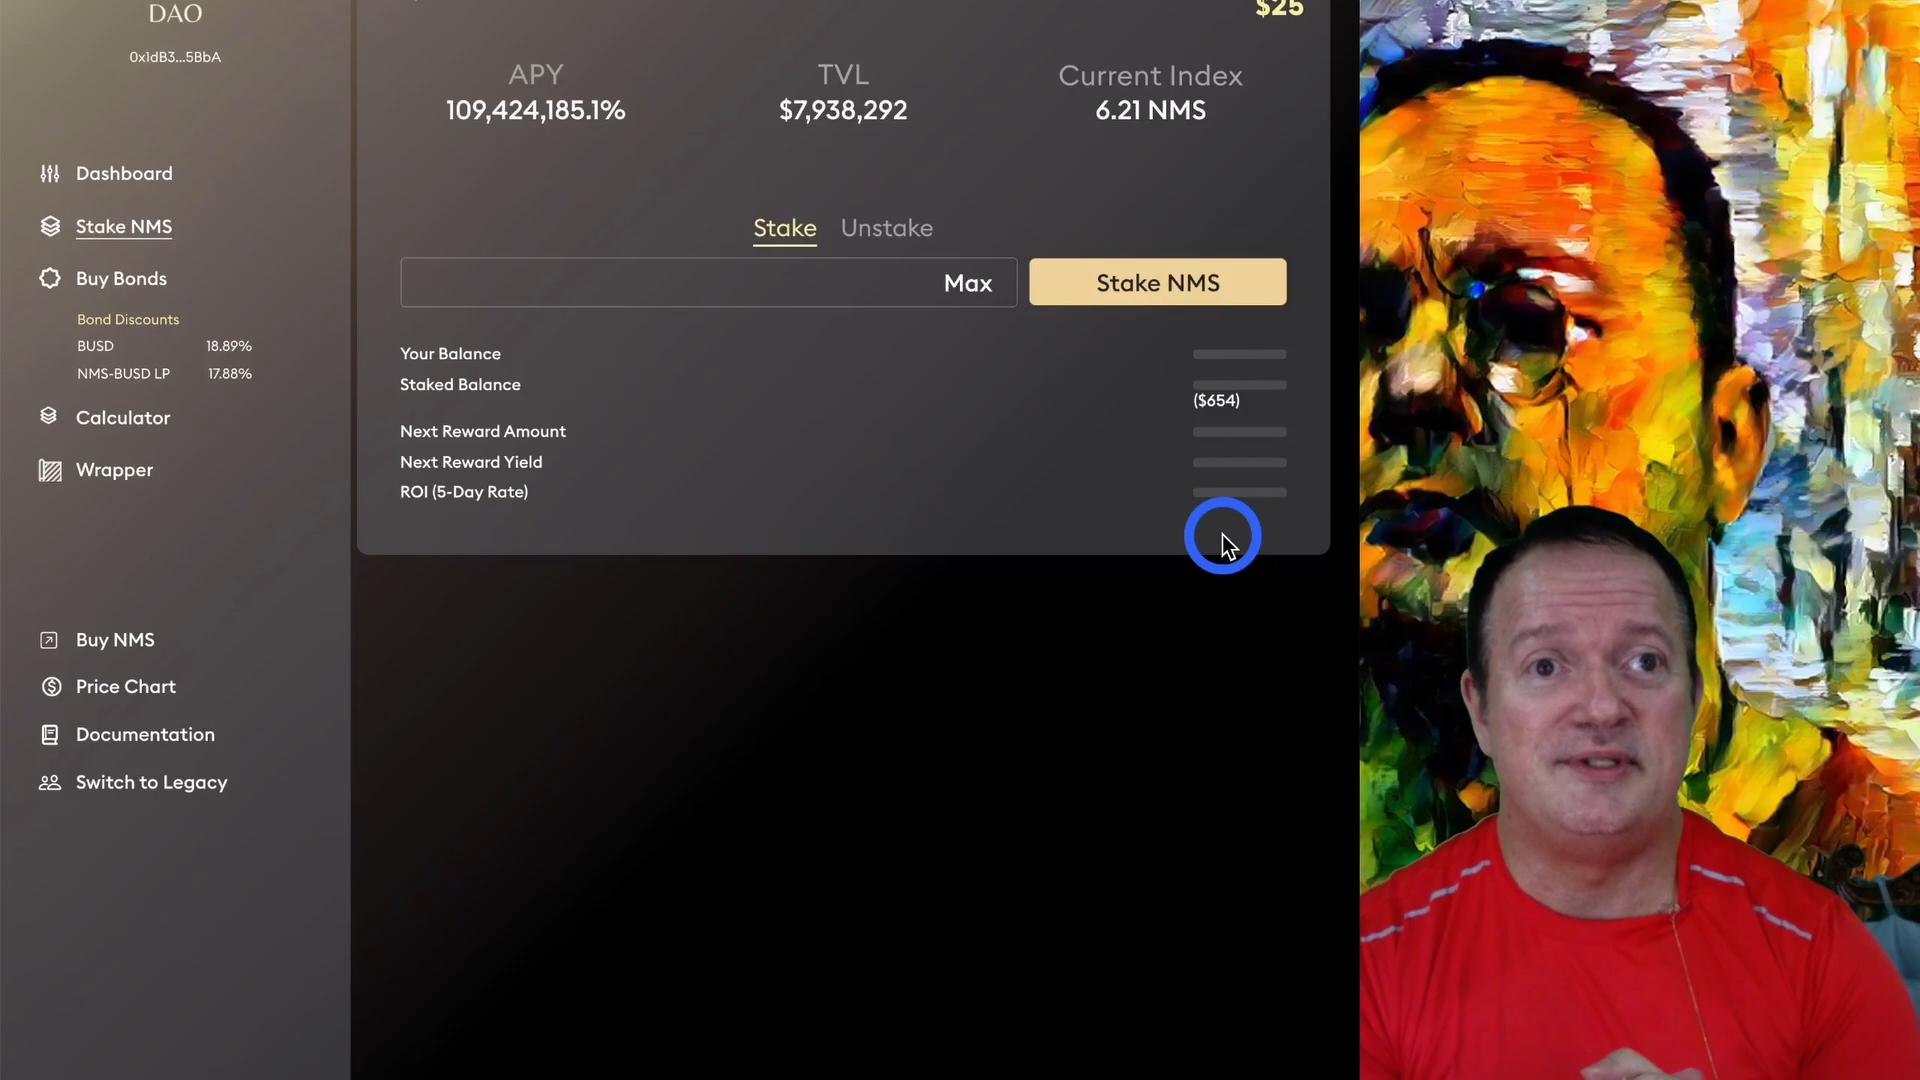 DAO
0x1dB3...5BbA
Dashboard
Stake NMS
Buy Bonds
Bond Discounts
BUSD 18.89%
NMS-BUSD LP 17.88%
Calculator
Wrapper
Buy NMS
Price Chart
Documentation
Switch to Legacy
$25
APY TVL Current Index
109,424,185.1% $7,938,292 6.21 NMS
Stake Unstake
Max Stake NMS
Your Balance
Staked Balance
($654)
Next Reward Amount
Next Reward Yield
ROI (5-Day Rate)